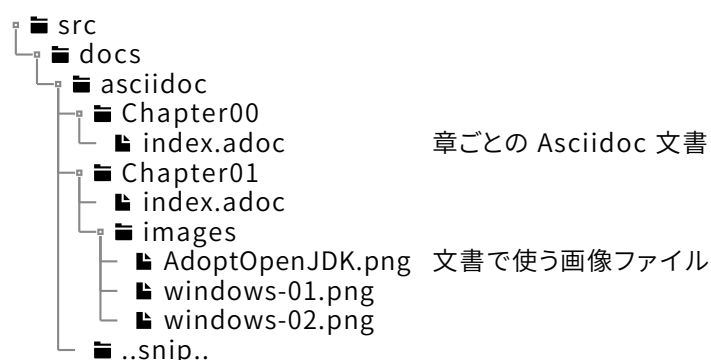 src
docs
asciidoc
Chapter00
index.adoc 章ごとの Asciidoc 文書
Chapter01
index.adoc
images
AdoptOpenJDK.png 文書で使う画像ファイル
windows-01.png
windows-02.png
..snip..